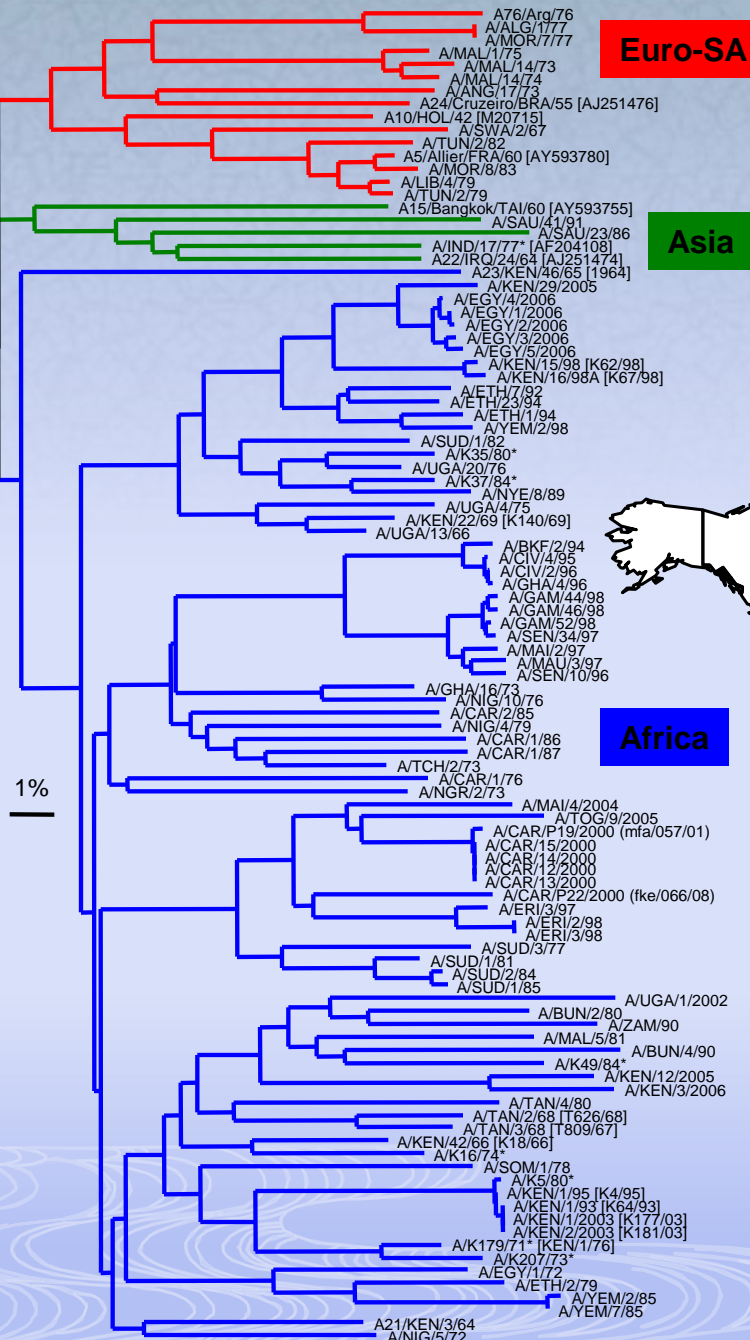 A76/Arg/76
A/ALG/1/77
A/MOR/7/77
Euro-SA
A/MAL/1/75
A/MAL/14/73
A/MAL/14/74
A/ANG/17/73
A24/Cruzeiro/BRA/55 [AJ251476]
A10/HOL/42 [M20715]
A/SWA/2/67
A/TUN/2/82
A5/Allier/FRA/60 [AY593780]
A/MOR/8/83
A/LIB/4/79
A/TUN/2/79
A15/Bangkok/TAI/60 [AY593755]
A/SAU/41/91
A/SAU/23/86
Asia
A/IND/17/77* [AF204108]
A22/IRQ/24/64 [AJ251474]
A23/KEN/46/65 [1964]
A/KEN/29/2005
A/EGY/4/2006
A/EGY/1/2006
A/EGY/2/2006
A/EGY/3/2006
A/EGY/5/2006
A/KEN/15/98 [K62/98]
A/KEN/16/98A [K67/98]
A/ETH/7/92
A/ETH/23/94
A/ETH/1/94
A/YEM/2/98
A/SUD/1/82
A/K35/80*
A/UGA/20/76
A/K37/84*
A/NYE/8/89
A/UGA/4/75
A/KEN/22/69 [K140/69]
A/UGA/13/66
A/BKF/2/94
A/CIV/4/95
A/CIV/2/96
A/GHA/4/96
A/GAM/44/98
A/GAM/46/98
A/GAM/52/98
A/SEN/34/97
A/MAI/2/97
A/MAU/3/97
A/SEN/10/96
A/GHA/16/73
A/NIG/10/76
A/CAR/2/85
A/NIG/4/79
Africa
A/CAR/1/86
A/CAR/1/87
A/TCH/2/73
A/CAR/1/76
1%
A/NGR/2/73
A/MAI/4/2004
A/TOG/9/2005
A/CAR/P19/2000 (mfa/057/01)
A/CAR/15/2000
A/CAR/14/2000
A/CAR/12/2000
A/CAR/13/2000
A/CAR/P22/2000 (fke/066/08)
A/ERI/3/97
A/ERI/2/98
A/ERI/3/98
A/SUD/3/77
A/SUD/1/81
A/SUD/2/84
A/SUD/1/85
A/UGA/1/2002
A/BUN/2/80
A/ZAM/90
A/MAL/5/81
A/BUN/4/90
A/K49/84*
A/KEN/12/2005
A/KEN/3/2006
A/TAN/4/80
A/TAN/2/68 [T626/68]
A/TAN/3/68 [T809/67]
A/KEN/42/66 [K18/66]
A/K16/74*
A/SOM/1/78
A/K5/80*
A/KEN/1/95 [K4/95]
A/KEN/1/93 [K64/93]
A/KEN/1/2003 [K177/03]
A/KEN/2/2003 [K181/03]
A/K179/71* [KEN/1/76]
A/K207/73*
A/EGY/1/72
A/ETH/2/79
A/YEM/2/85
A/YEM/7/85
A21/KEN/3/64
A/NIG/5/72